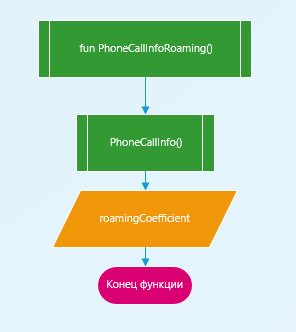 fun PhoneCallInfoRoaming()
PhoneCallInfo()
roamingCoefficient
Конец функции